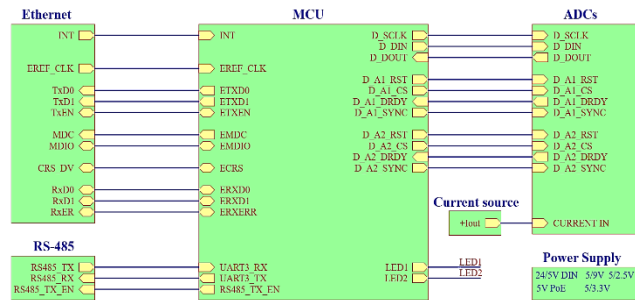 Ethernet
MCU
ADCs
INT
INT
D_SCLK
D_SCLK
D_DIN
D_DIN
D_DOUT
D_DOUT
EREF_CLK
EREF_CLK
D_A1_RST
D_A1_RST
TxD0
ETXD0
D_A1_CS
D_A1_CS
TxD1
ETXD1
D_A1_DRDY
D_A1_DRDY
TxEN
ETXEN
D_A1_SYNC
D_A1_SYNC
MDC
EMDC
D_A2_RST
D_A2_RST
MDIO
EMDIO
D_A2_CS
D_A2_CS
D_A2_DRDY
D_A2_DRDY
CRS_DV
ECRS
D_A2_SYNC
D_A2_SYNC
RxD0
ERXD0
RxD1
ERXD1
RxER
ERXERR
Current source
+Iout
CURRENT IN
RS-485
Power Supply
RS485_TX
UART3_RX
LED1
LED1
RS485_RX
UART3_TX
LED2
LED2
RS485_TX_EN
RS485_TX_EN
24/5V DIN 5/9V 5/2.5V
5V PoE 5/3.3V